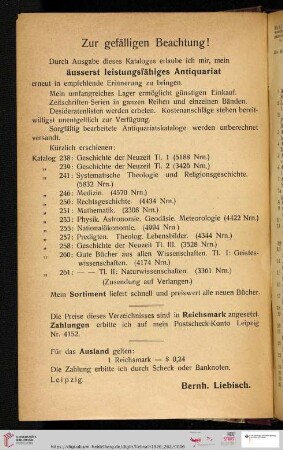 Zur gefälligen Beachtung!
Durch Ausgabe dieses Kataloges erlaube ich mir, mein
äusserst leistungsfähiges Antiquariat
erneut in empfehlende Erinnerung zu bringen.
Mein umfangreiches Lager ermöglicht günstigen Einkauf.
Zeitschriften-Serien in ganzen Reihen und einzelnen Bänden.
Desideratenlisten werden erbeten. Kostenanschläge stehen bereit-
willigst unentgeltlich zur Verfügung.
Sorgfältig bearbeitete Antiquariatskataloge werden unberechnet
versandt.
Kürzlich erschienen:
Katalog 238: Geschichte der Neuzeit Tl. 1 (5188 Nrn.)
„ 239: Geschichte der Neuzeit Tl. 2 (3426 Nrn.)
„ 241: Systematische Theologie und Religionsgeschichte.
(5832 Nrn.)
„ 246: Medizin. (4570 Nrn.)
„ 250: Rechtsgeschichte. (4434 Nrn.)
„ 251: Mathematik. (2308 Nrn.)
„ 253: Physik. Astronomie. Geodäsie. Meteorologie (4422 Nrn.)
„ 255: Nationalökonomie. (4994 Nrn.)
„ 257: Predigten. Theolog. Lebensbilder. (4344 Nrn.)
„ 258: Geschichte der Neuzeit Tl. III. (3528 Nrn.)
„ 260: Gute Bücher aus allen Wissenschaften. Tl. I: Geistes-
wissenschaften. (4174 Nrn.)
„ 261: — — Tl. II: Naturwissenschaften. (3361 Nrn.)
(Zusendung auf Verlangen.)
Mein Sortiment liefert schnell und preiswert alle neuen Bücher.
Die Preise dieses Verzeichnisses sind in Reichsmark angesetzt.
Zahlungen erbitte ich auf mein Postscheck-Konto Leipzig
Nr. 4152.
Für das Ausland gelten:
1 Reichsmark = $ 0,24
Die Zahlung erbitte ich durch Scheck oder Banknoten.
Leipzig.
Bernh. Liebisch.